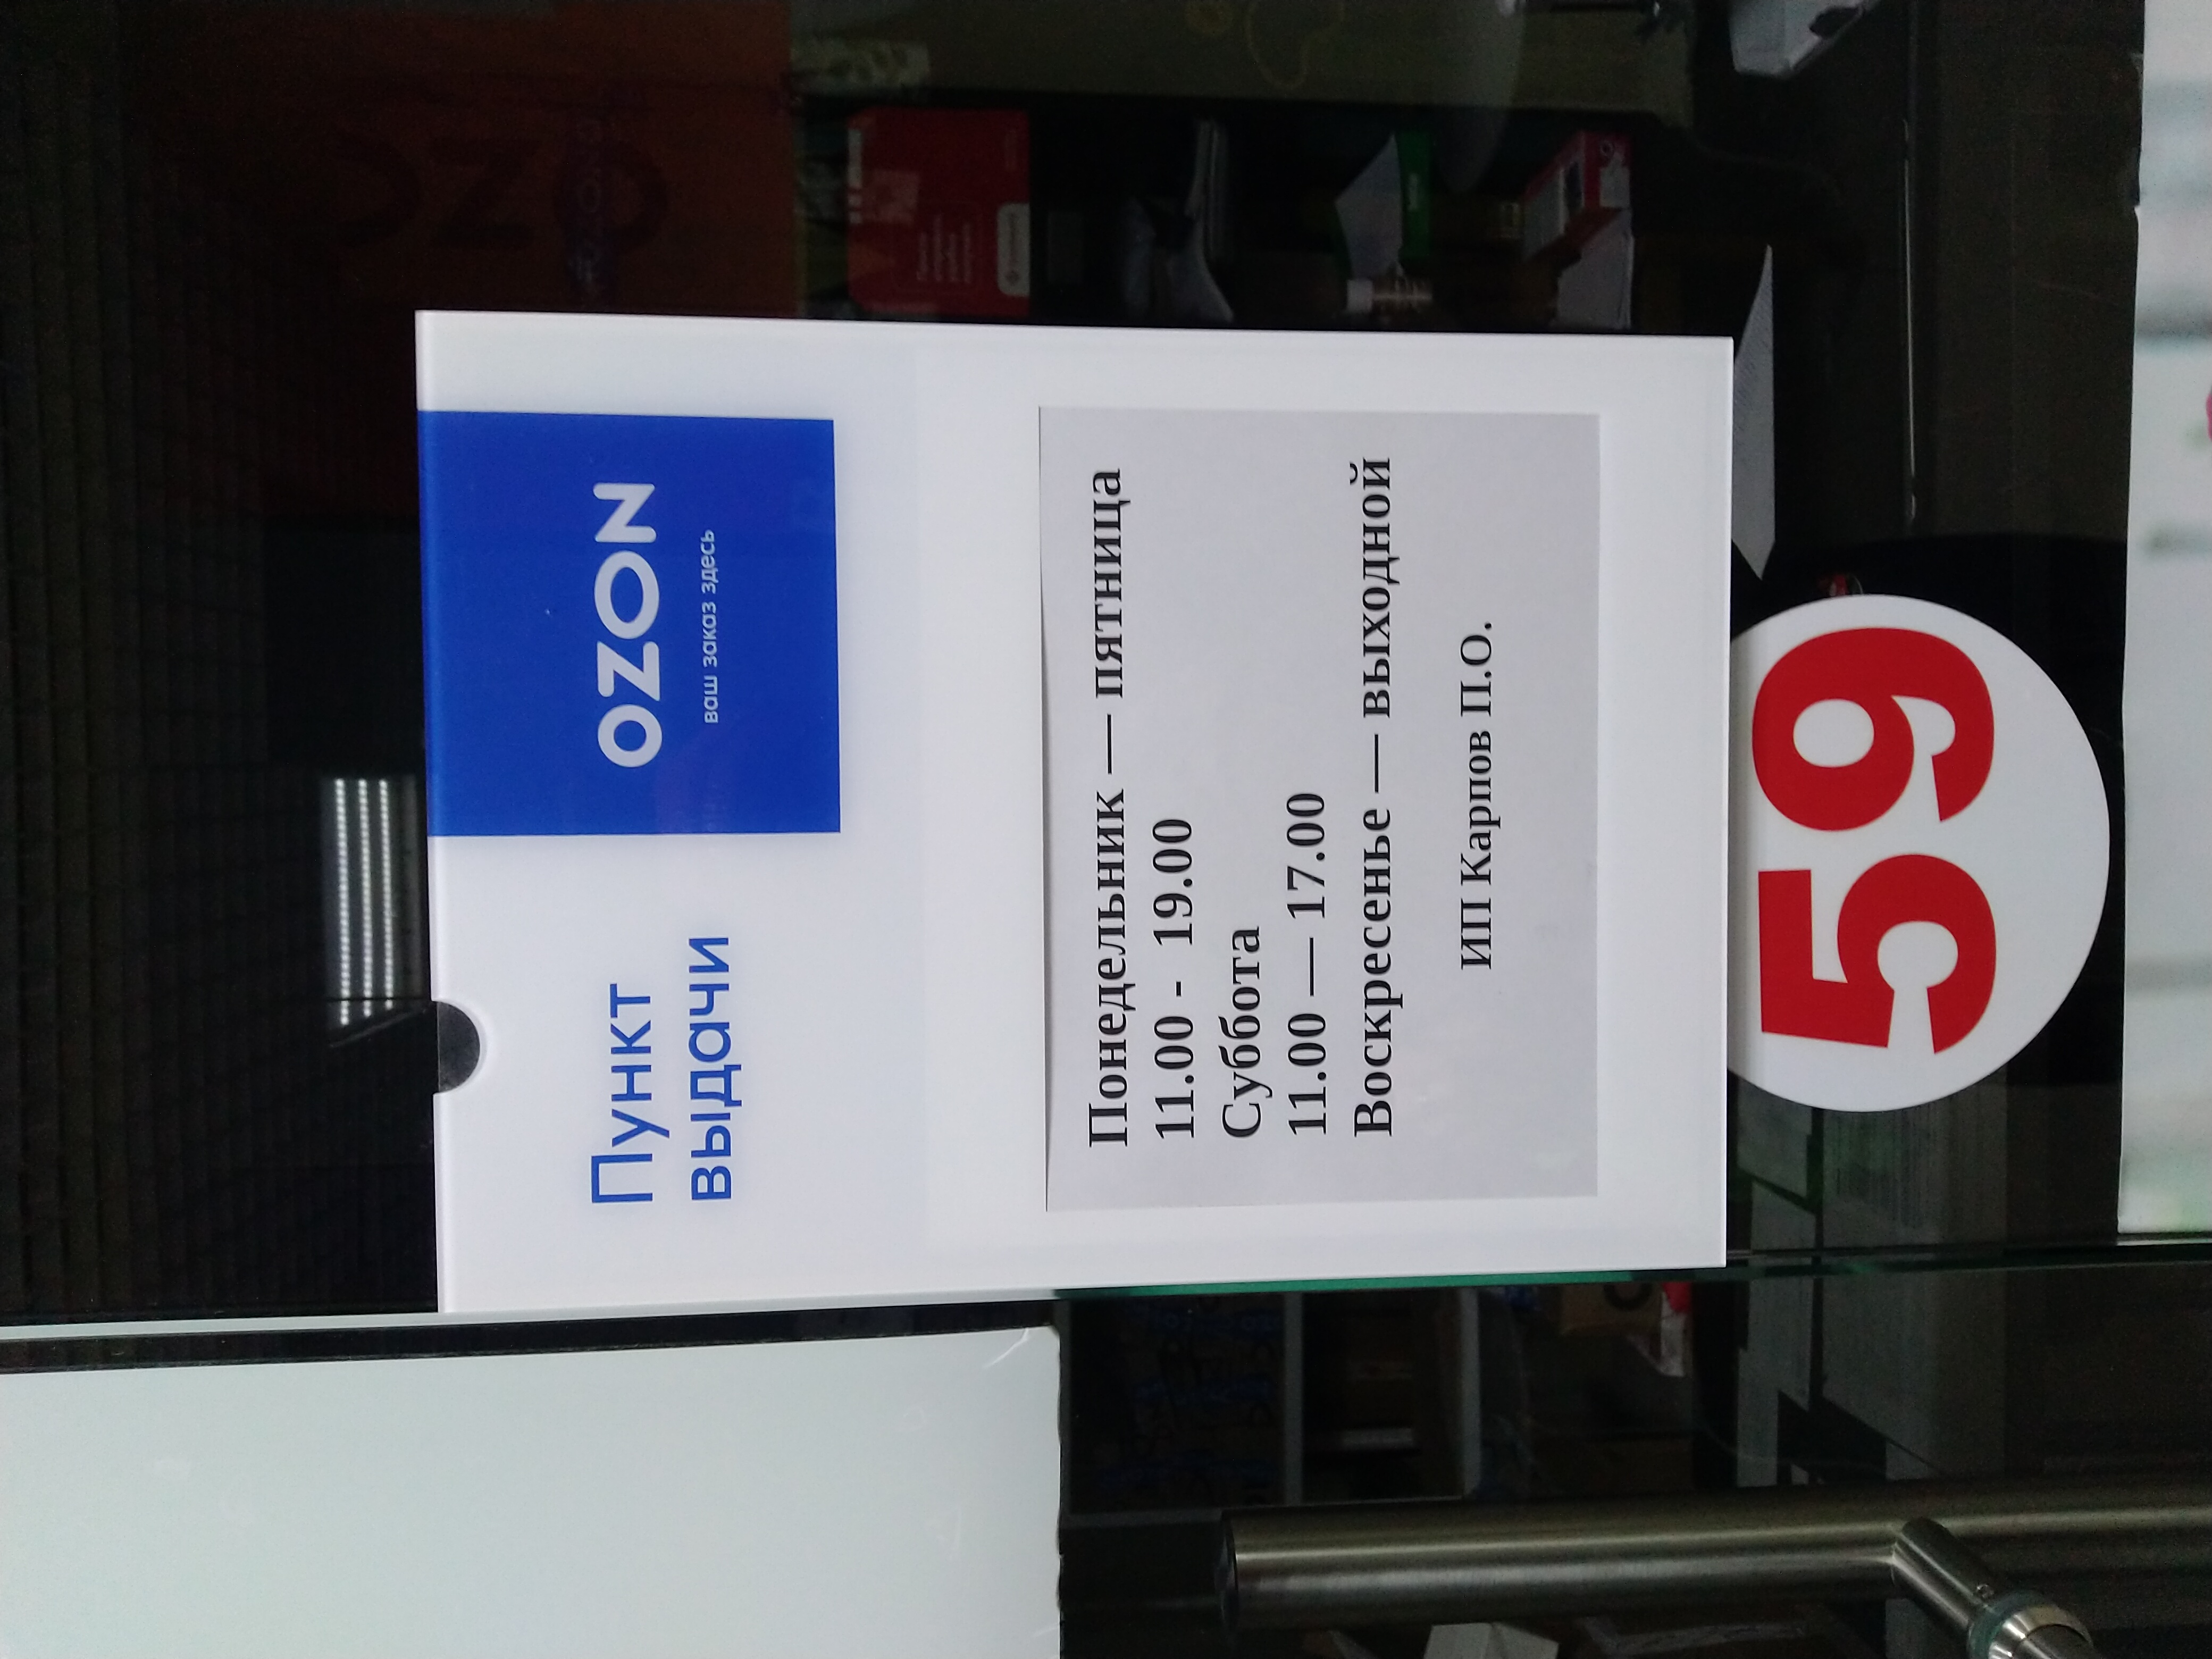 Пункт
выдачи
OZON
ваш заказ здесь
Понедельник — пятница
11.00 - 19.00
Суббота
11.00 — 17.00
Воскресенье — выходной
ИП Карпов П.О.
59